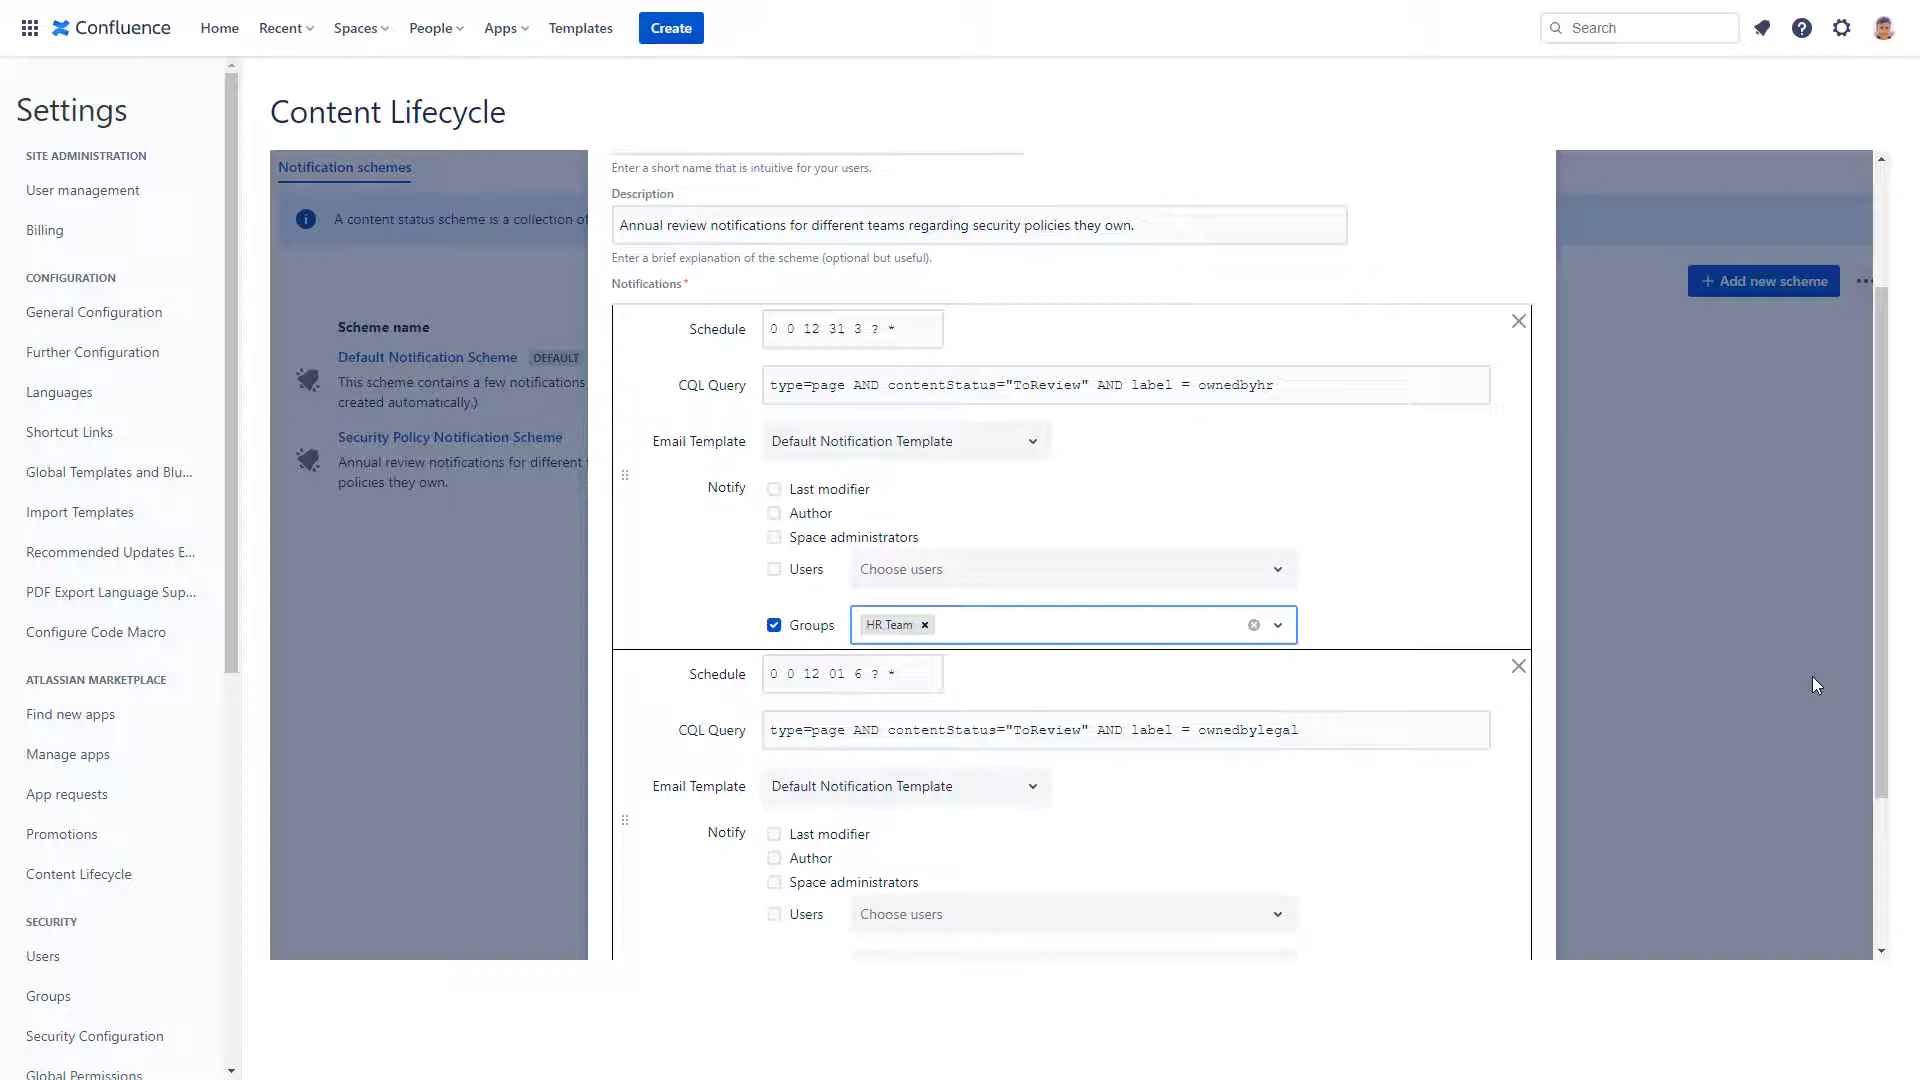 Confluence
Home
Recent
Spaces
People
Apps
Templates
Create
Search
Settings
SITE ADMINISTRATION
User management
Billing
CONFIGURATION
General Configuration
Further Configuration
Languages
Shortcut Links
Global Templates and Blu...
Import Templates
Recommended Updates E...
PDF Export Language Sup...
Configure Code Macro
ATLASSIAN MARKETPLACE
Find new apps
Manage apps
App requests
Promotions
Content Lifecycle
SECURITY
Users
Groups
Security Configuration
Global Permissions
Content Lifecycle
Notification schemes
A content status scheme is a collection of
+ Add new scheme
Scheme name
Default Notification Scheme DEFAULT
This scheme contains a few notifications
created automatically.)
Security Policy Notification Scheme
Annual review notifications for different
policies they own.
Enter a short name that is intuitive for your users.
Description
Annual review notifications for different teams regarding security policies they own.
Enter a brief explanation of the scheme (optional but useful).
Notifications*
Schedule 0 0 12 31 3 ? *
CQL Query type=page AND contentStatus="ToReview" AND label = ownedbyhr
Email Template Default Notification Template
Notify
Last modifier
Author
Space administrators
Users Choose users
Groups HR Team
Schedule 0 0 12 01 6 ? *
CQL Query type=page AND contentStatus="ToReview" AND label = ownedbylegal
Email Template Default Notification Template
Notify
Last modifier
Author
Space administrators
Users Choose users